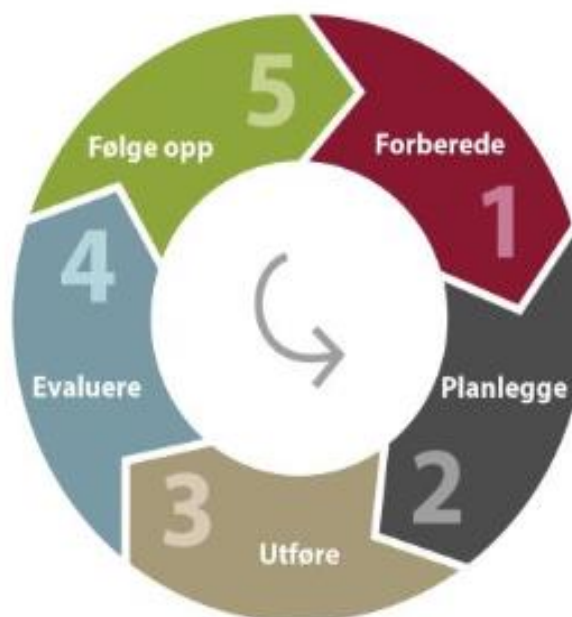 Forberede
1
Planlegge
2
Utføre
3
Evaluere
4
Følge opp
5